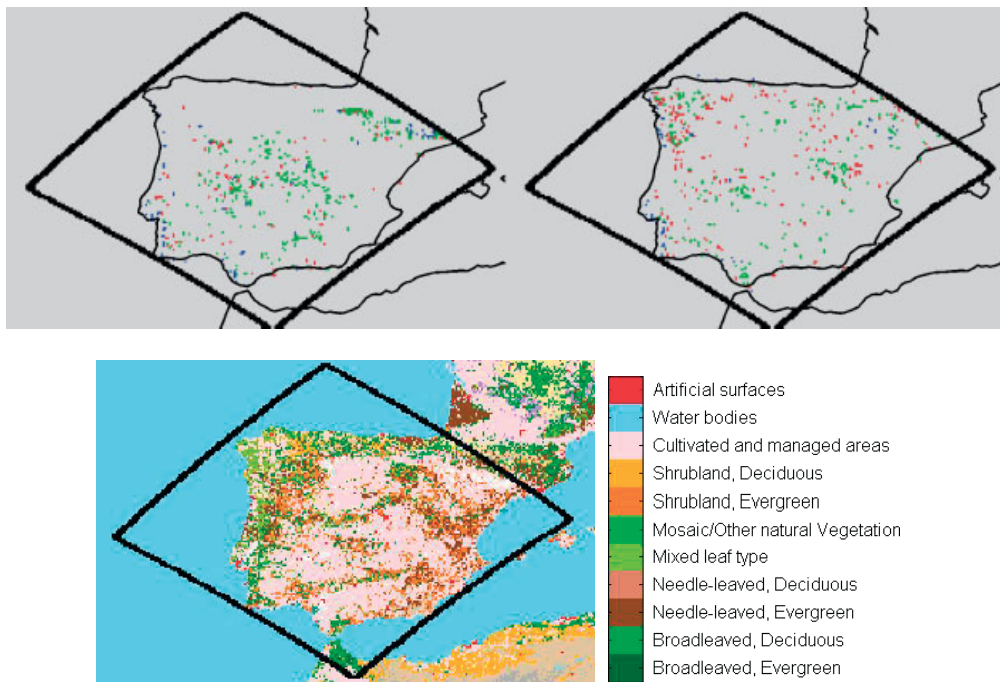 Artificial surfaces
Water bodies
Cultivated and managed areas
Shrubland, Deciduous
Shrubland, Evergreen
Mosaic/Other natural Vegetation
Mixed leaf type
Needle-leaved, Deciduous
Needle-leaved, Evergreen
Broadleaved, Deciduous
Broadleaved, Evergreen